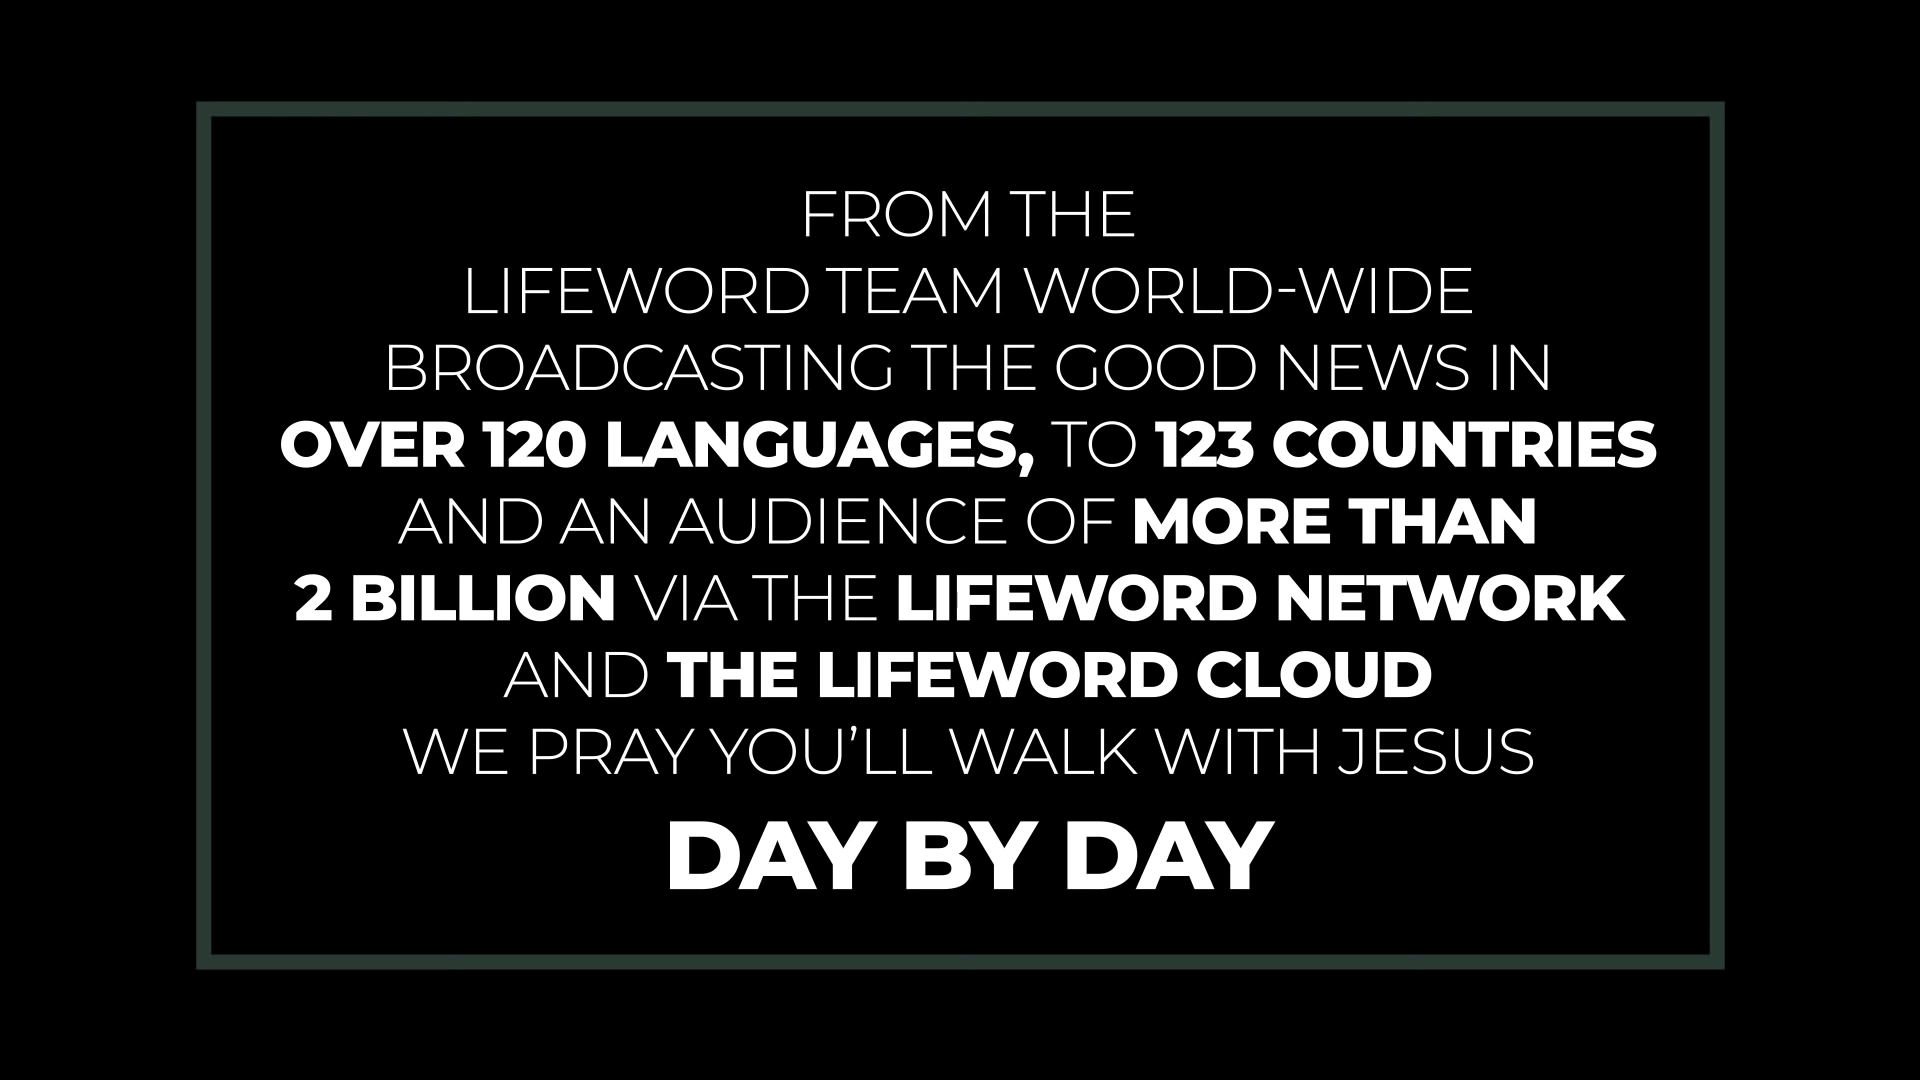 FROM THE
LIFEWORD TEAM WORLD-WIDE
BROADCASTING THE GOOD NEWS IN
OVER 120 LANGUAGES, TO 123 COUNTRIES
AND AN AUDIENCE OF MORE THAN
2 BILLION VIA THE LIFEWORD NETWORK
AND THE LIFEWORD CLOUD
WE PRAY YOU’LL WALK WITH JESUS
DAY BY DAY